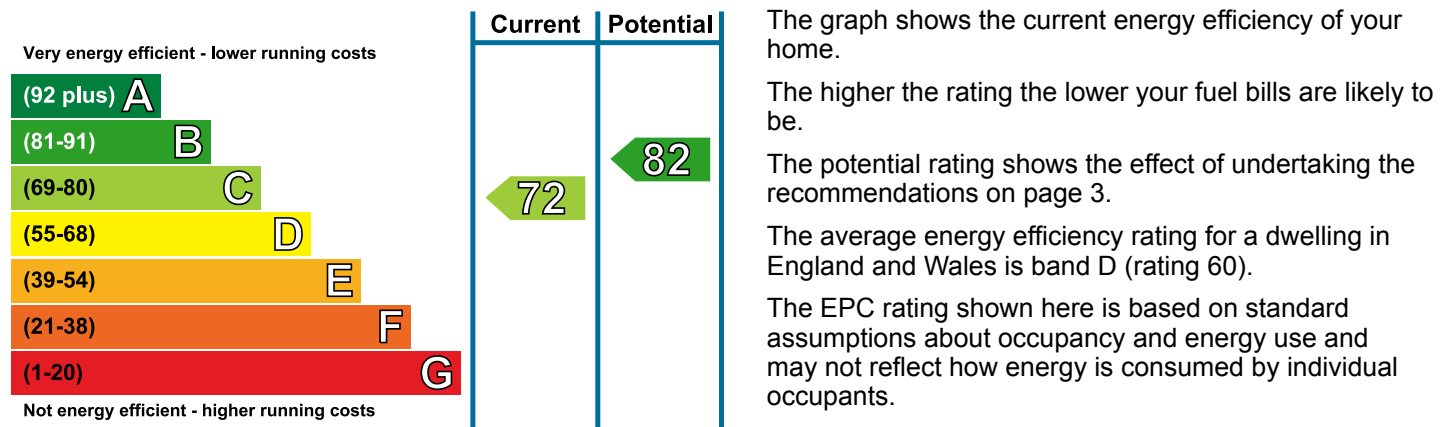 Current Potential
Very energy efficient - lower running costs
(92 plus) A
(81-91) B
(69-80) C
(55-68) D
(39-54) E
(21-38) F
(1-20) G
Not energy efficient - higher running costs
72
82
The graph shows the current energy efficiency of your
home.
The higher the rating the lower your fuel bills are likely to
be.
The potential rating shows the effect of undertaking the
recommendations on page 3.
The average energy efficiency rating for a dwelling in
England and Wales is band D (rating 60).
The EPC rating shown here is based on standard
assumptions about occupancy and energy use and
may not reflect how energy is consumed by individual
occupants.